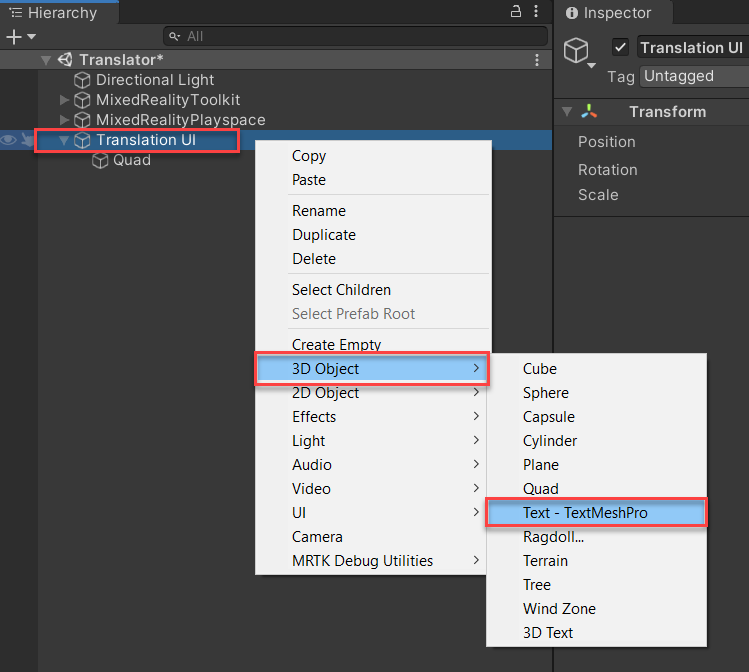 Hierarchy
All
Translator*
Directional Light
MixedRealityToolkit
MixedRealityPlayspace
Translation UI
Quad
Copy
Paste
Rename
Duplicate
Delete
Select Children
Select Prefab Root
Create Empty
3D Object
2D Object
Effects
Light
Audio
Video
UI
Camera
MRTK Debug Utilities
Cube
Sphere
Capsule
Cylinder
Plane
Quad
Text - TextMeshPro
Ragdoll...
Terrain
Tree
Wind Zone
3D Text
Inspector
Translation UI
Tag Untagged
Transform
Position
Rotation
Scale